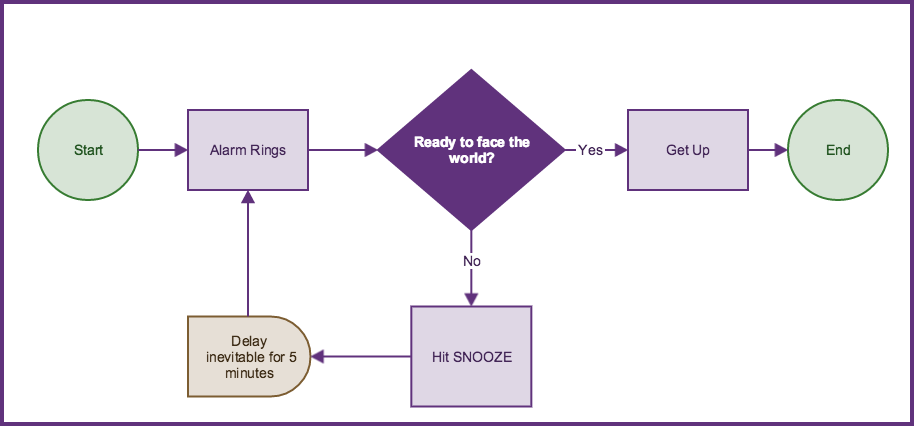 Start
Alarm Rings
Ready to face the
world?
Yes
Get Up
End
No
Hit SNOOZE
Delay
inevitable for 5
minutes